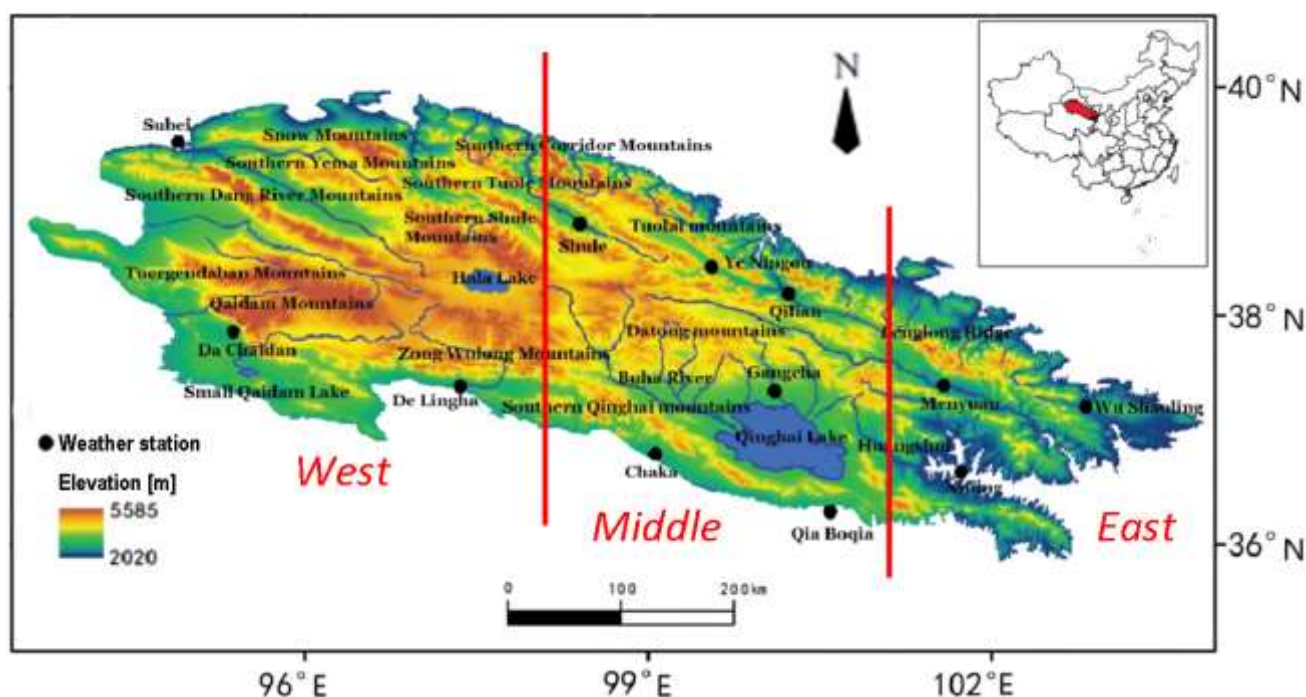 N
40°N
38°N
36°N
Subei
Snow Mountains
Southern Corridor Mountains
Southern Yema Mountains
Southern Tuole Mountains
Southern Dang River Mountains
Southern Shule
Mountains
Tuolai mountains
Shule
Ye Niugou
Tuergendaban Mountains
Hala Lake
Qilian
Qaidam Mountains
Datong mountains
Lenglong Ridge
Da Chaidan
Zong Wulong Mountains
Buha River
Gangcha
Small Qaidam Lake
De Lingha
Southern Qinghai mountains
Menyuan
Wu Shaoling
Qinghai Lake
Huangshui
Weather station
West
Chaka
Xining
Elevation [m]
5585
2020
Middle
Qia Boqia
East
0
100
200km
96°E
99°E
102°E